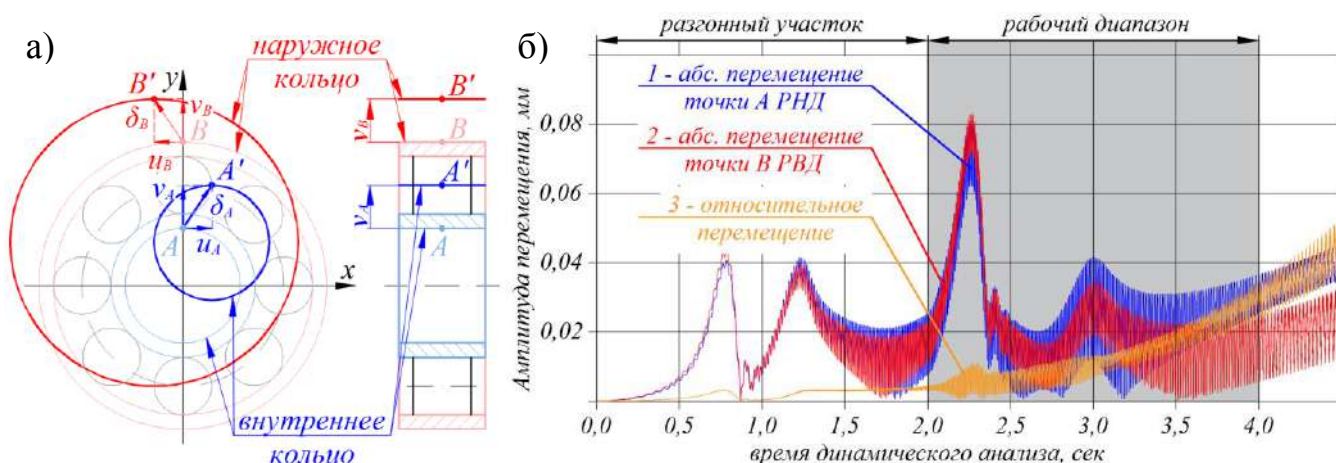 а)
наружное
кольцо
B'
y
v_B
δ_B
B
u_B
A'
v_A
δ_A
A
u_A
x
внутреннее
кольцо
B'
v_B
B
A'
v_A
A
б)
разгонный участок
рабочий диапазон
1 - абс. перемещение
точки А РНД
2 - абс. перемещение
точки В РВД
3 - относительное
перемещение
Амплитуда перемещения, мм
0,08
0,06
0,04
0,02
0,0
0,5
1,0
1,5
2,0
2,5
3,0
3,5
4,0
время динамического анализа, сек